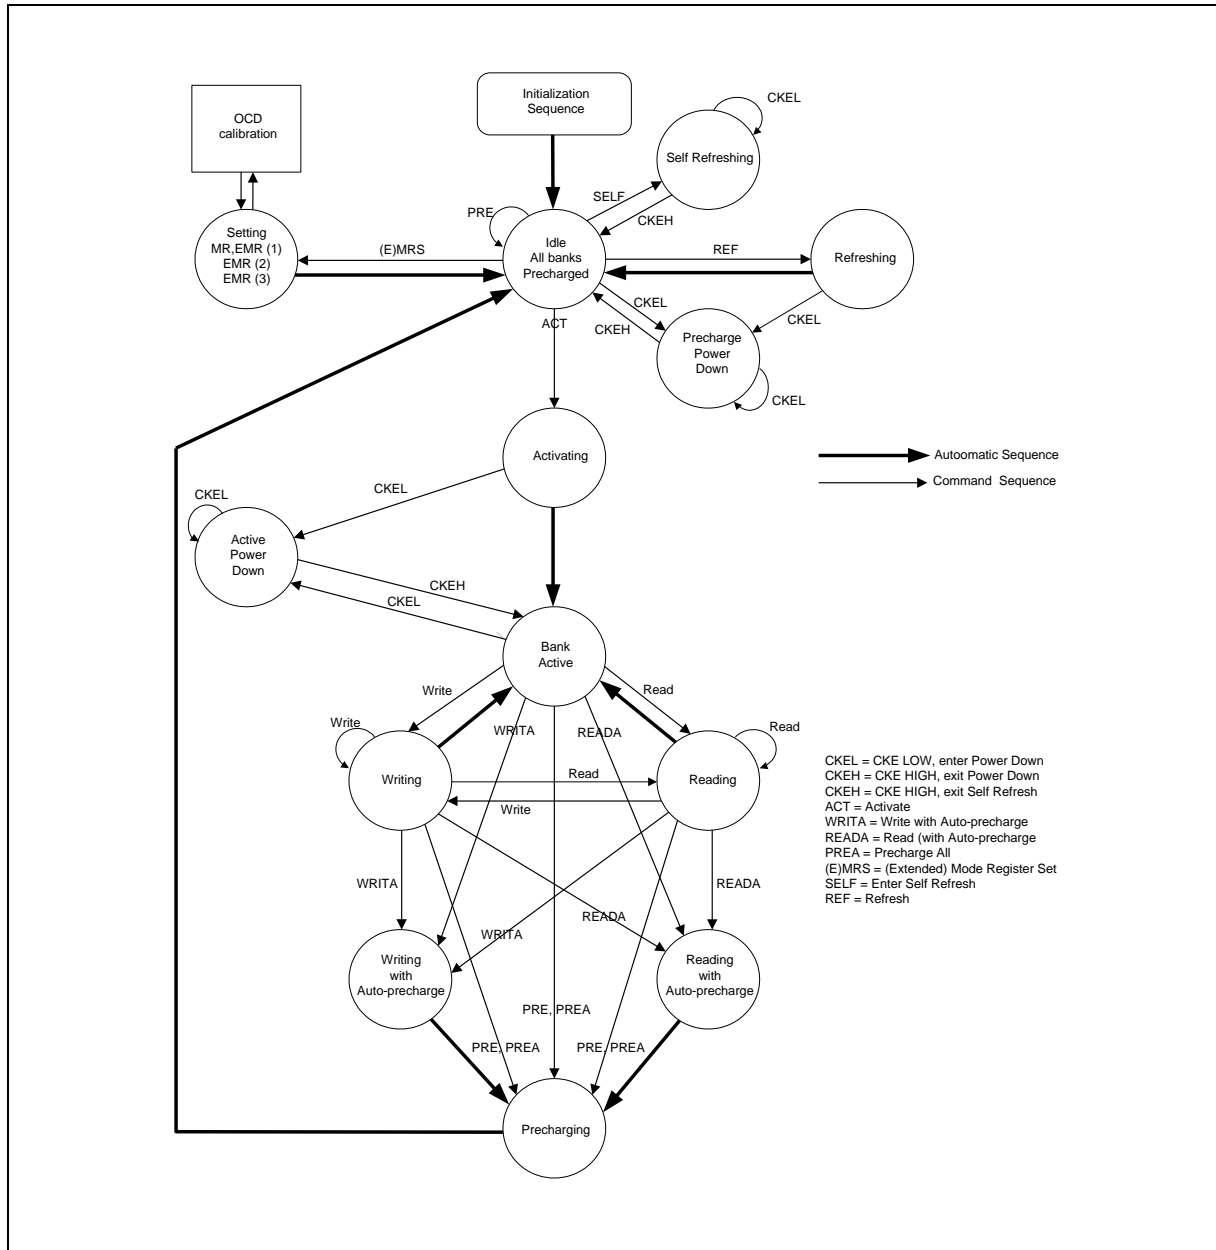 Initialization
Sequence
OCD
calibration
CKEL
Self Refreshing
SELF
CKEH
PRE
Idle
All banks
Precharged
Setting
MR,EMR (1)
EMR (2)
EMR (3)
(E)MRS
REF
Refreshing
CKEL
CKEH
CKEL
ACT
Precharge
Power
Down
CKEL
Activating
Autoomatic Sequence
Command Sequence
CKEL
CKEL
Active
Power
Down
CKEH
CKEL
Bank
Active
Write
Read
Write
WRITA
READA
Read
Writing
Read
Reading
Write
CKEL = CKE LOW, enter Power Down
CKEH = CKE HIGH, exit Power Down
CKEH = CKE HIGH, exit Self Refresh
ACT = Activate
WRITA = Write with Auto-precharge
READA = Read (with Auto-precharge
PREA = Precharge All
(E)MRS = (Extended) Mode Register Set
SELF = Enter Self Refresh
REF = Refresh
WRITA
READA
WRITA
READA
Writing
with
Auto-precharge
Reading
with
Auto-precharge
PRE, PREA
PRE, PREA
PRE, PREA
Precharging